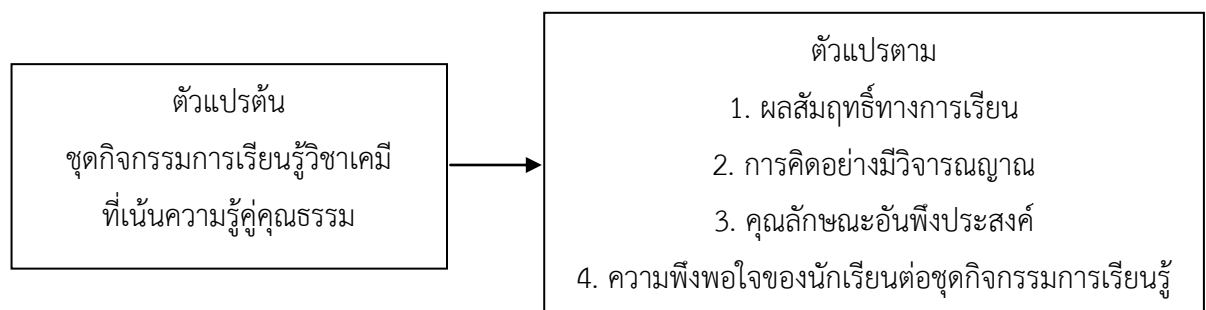 ตัวแปรต้น
ชุดกิจกรรมการเรียนรู้วิชาเคมี
ที่เน้นความรู้คู่คุณธรรม
ตัวแปรตาม
1. ผลสัมฤทธิ์ทางการเรียน
2. การคิดอย่างมีวิจารณญาณ
3. คุณลักษณะอันพึงประสงค์
4. ความพึงพอใจของนักเรียนต่อชุดกิจกรรมการเรียนรู้